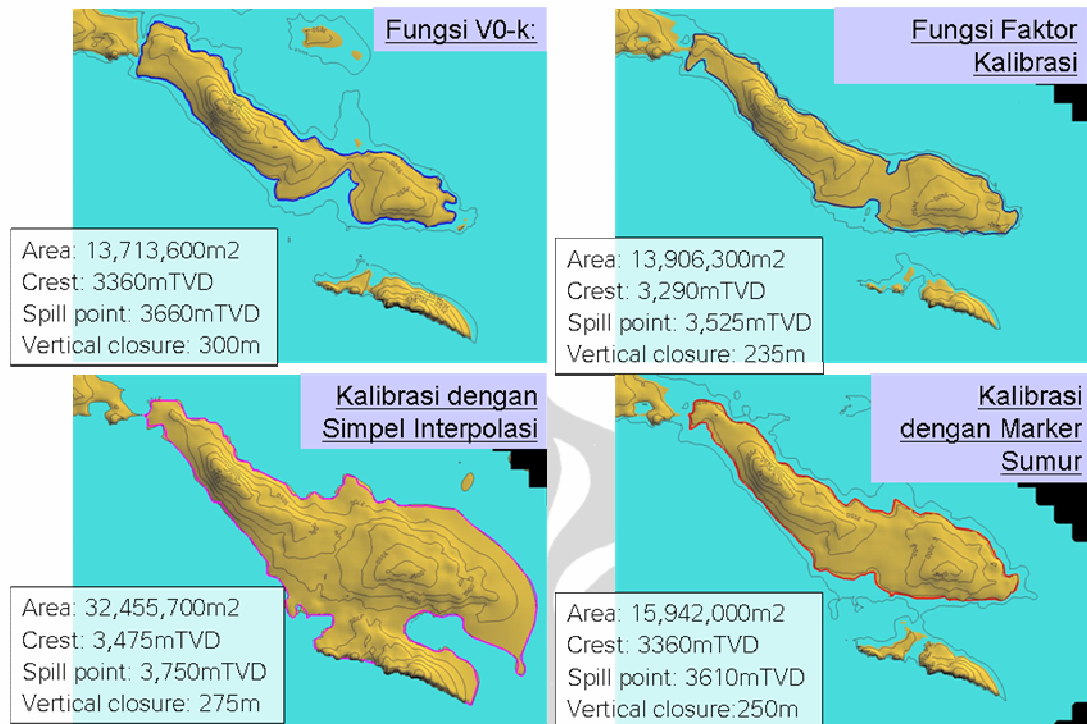 Fungsi V0-k:
Area: 13,713,600m2
Crest: 3360mTVD
Spill point: 3660mTVD
Vertical closure: 300m
Fungsi Faktor
Kalibrasi
Area: 13,906,300m2
Crest: 3,290mTVD
Spill point: 3,525mTVD
Vertical closure: 235m
Kalibrasi dengan
Simpel Interpolasi
Area: 32,455,700m2
Crest: 3,475mTVD
Spill point: 3,750mTVD
Vertical closure: 275m
Kalibrasi
dengan Marker
Sumur
Area: 15,942,000m2
Crest: 3360mTVD
Spill point: 3610mTVD
Vertical closure:250m